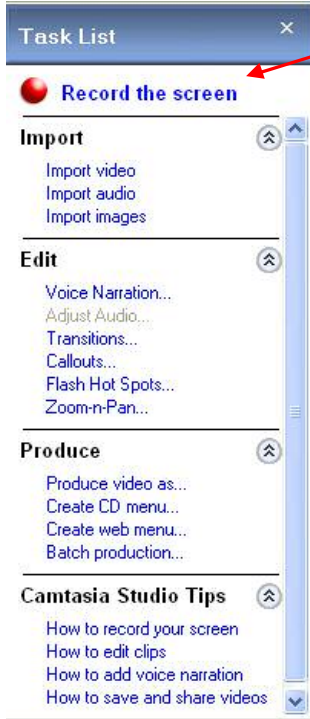 Task List
Record the screen
Import
Import video
Import audio
Import images
Edit
Voice Narration...
Adjust Audio...
Transitions...
Callouts...
Flash Hot Spots...
Zoom-n-Pan...
Produce
Produce video as...
Create CD menu...
Create web menu...
Batch production...
Camtasia Studio Tips
How to record your screen
How to edit clips
How to add voice narration
How to save and share videos